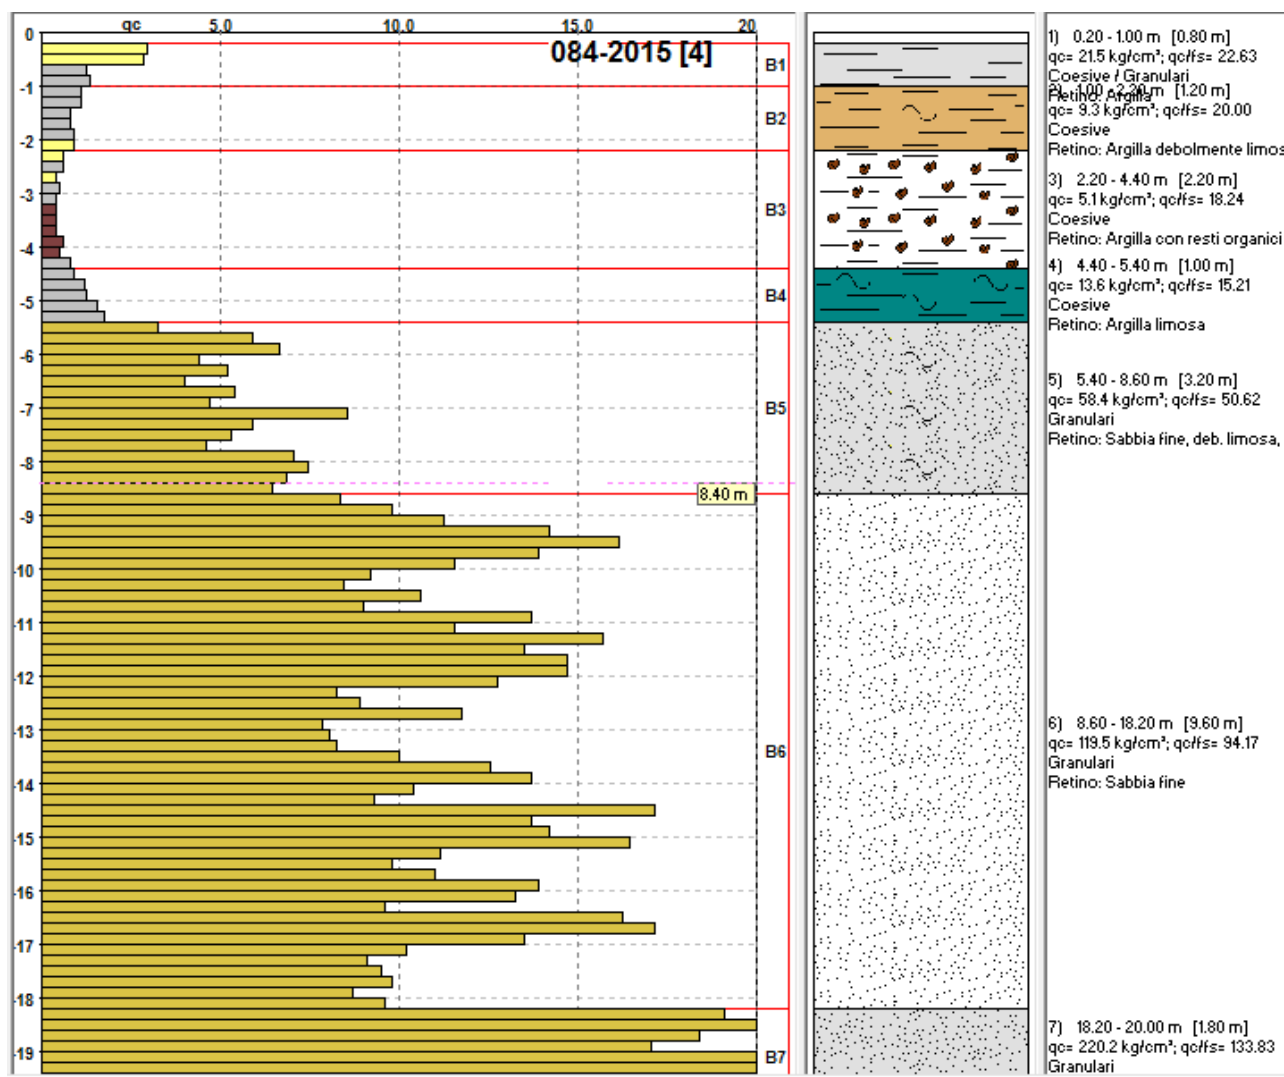 qc 5.0 10.0 15.0 20
084-2015 [4]
0
-1
-2
-3
-4
-5
-6
-7
-8
-9
-10
-11
-12
-13
-14
-15
-16
-17
-18
-19
B1
B2
B3
B4
B5
8.40 m
B6
B7
1) 0.20 - 1.00 m [0.80 m]
qc= 21.5 kg/cm²; qc/fs= 22.63
Coesive / Granulari
Retino: Argilla
2) 1.00 - 2.20 m [1.20 m]
qc= 9.3 kg/cm²; qc/fs= 20.00
Coesive
Retino: Argilla debolmente limos
3) 2.20 - 4.40 m [2.20 m]
qc= 5.1 kg/cm²; qc/fs= 18.24
Coesive
Retino: Argilla con resti organici
4) 4.40 - 5.40 m [1.00 m]
qc= 13.6 kg/cm²; qc/fs= 15.21
Coesive
Retino: Argilla limosa
5) 5.40 - 8.60 m [3.20 m]
qc= 58.4 kg/cm²; qc/fs= 50.62
Granulari
Retino: Sabbia fine, deb. limosa,
6) 8.60 - 18.20 m [9.60 m]
qc= 119.5 kg/cm²; qc/fs= 94.17
Granulari
Retino: Sabbia fine
7) 18.20 - 20.00 m [1.80 m]
qc= 220.2 kg/cm²; qc/fs= 133.83
Granulari